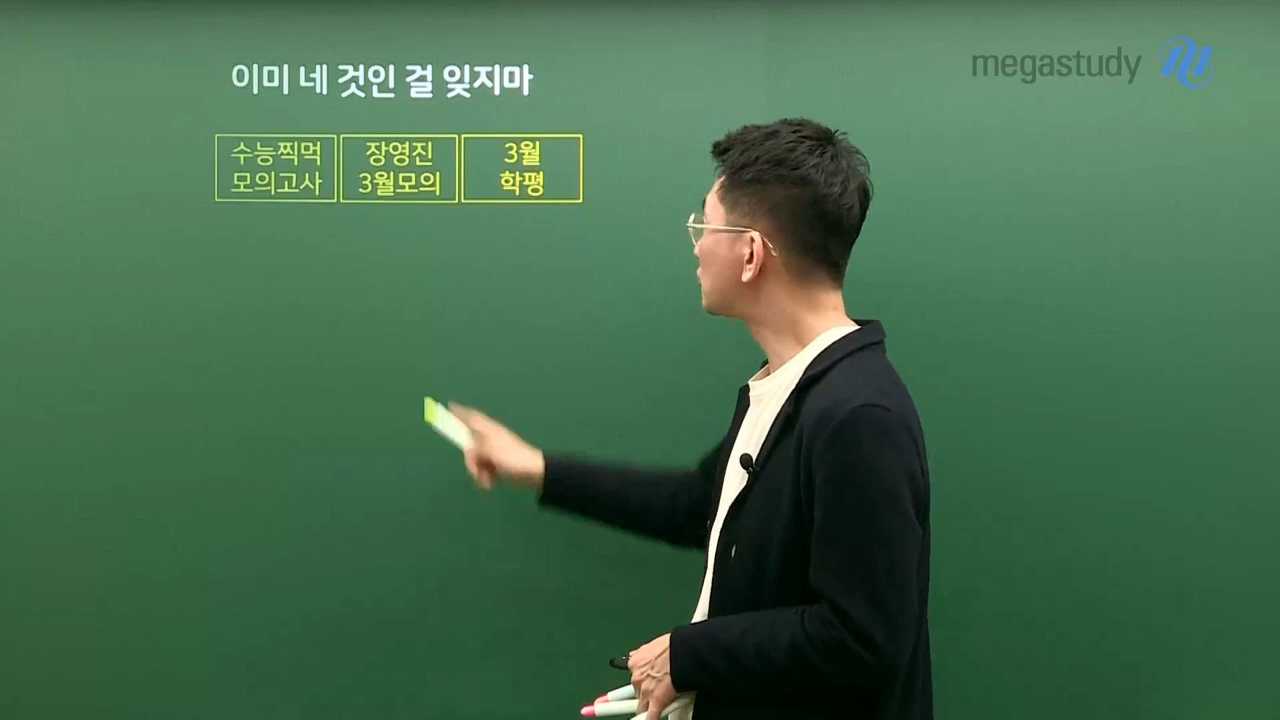 이미 네 것인 걸 잊지마
megastudy
수능찍먹
모의고사
장영진
3월모의
3월
학평